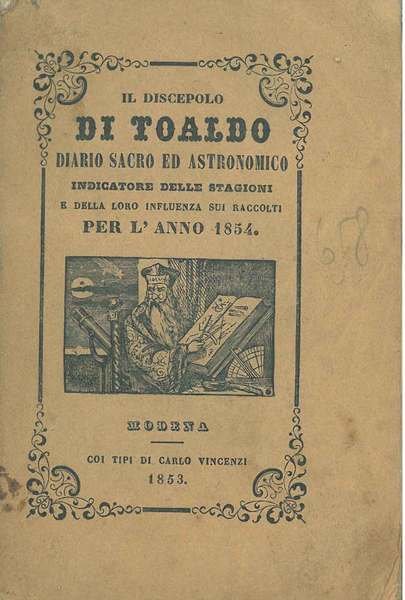 IL DISCEPOLO
DI TOALDO
DIARIO SACRO ED ASTRONOMICO
INDICATORE DELLE STAGIONI
E DELLA LORO INFLUENZA SUI RACCOLTI
PER L' ANNO 1854.
MODENA
COI TIPI DI CARLO VINCENZI
1853.